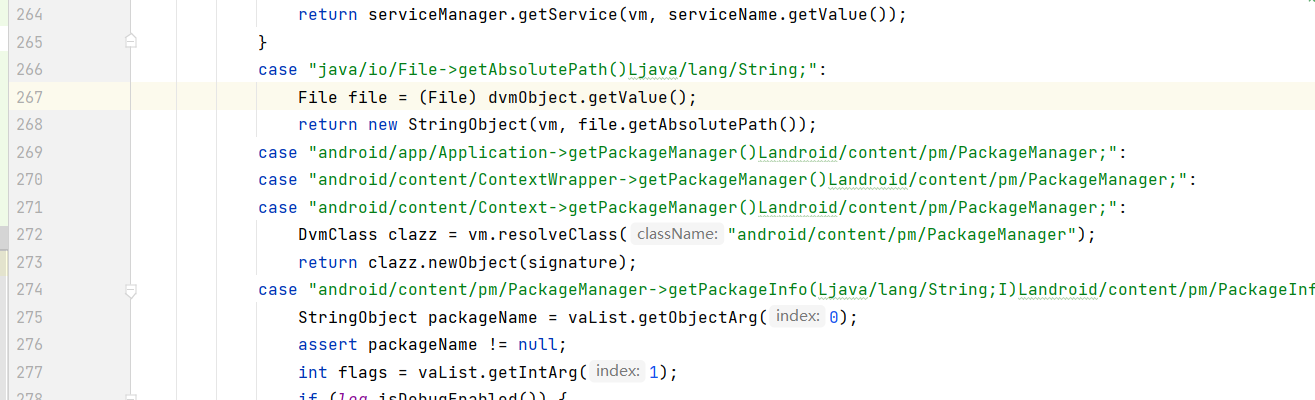 264 return serviceManager.getService(vm, serviceName.getValue());
265 }
266 case "java/io/File->getAbsolutePath()Ljava/lang/String;":
267 File file = (File) dvmObject.getValue();
268 return new StringObject(vm, file.getAbsolutePath());
269 case "android/app/Application->getPackageManager()Landroid/content/pm/PackageManager;":
270 case "android/content/ContextWrapper->getPackageManager()Landroid/content/pm/PackageManager;":
271 case "android/content/Context->getPackageManager()Landroid/content/pm/PackageManager;":
272 DvmClass clazz = vm.resolveClass( className: "android/content/pm/PackageManager");
273 return clazz.newObject(signature);
274 case "android/content/pm/PackageManager->getPackageInfo(Ljava/lang/String;I)Landroid/content/pm/PackageInf
275 StringObject packageName = vaList.getObjectArg( index: 0);
276 assert packageName != null;
277 int flags = vaList.getIntArg( index: 1);
278 if (log.isDebugEnabled()) {